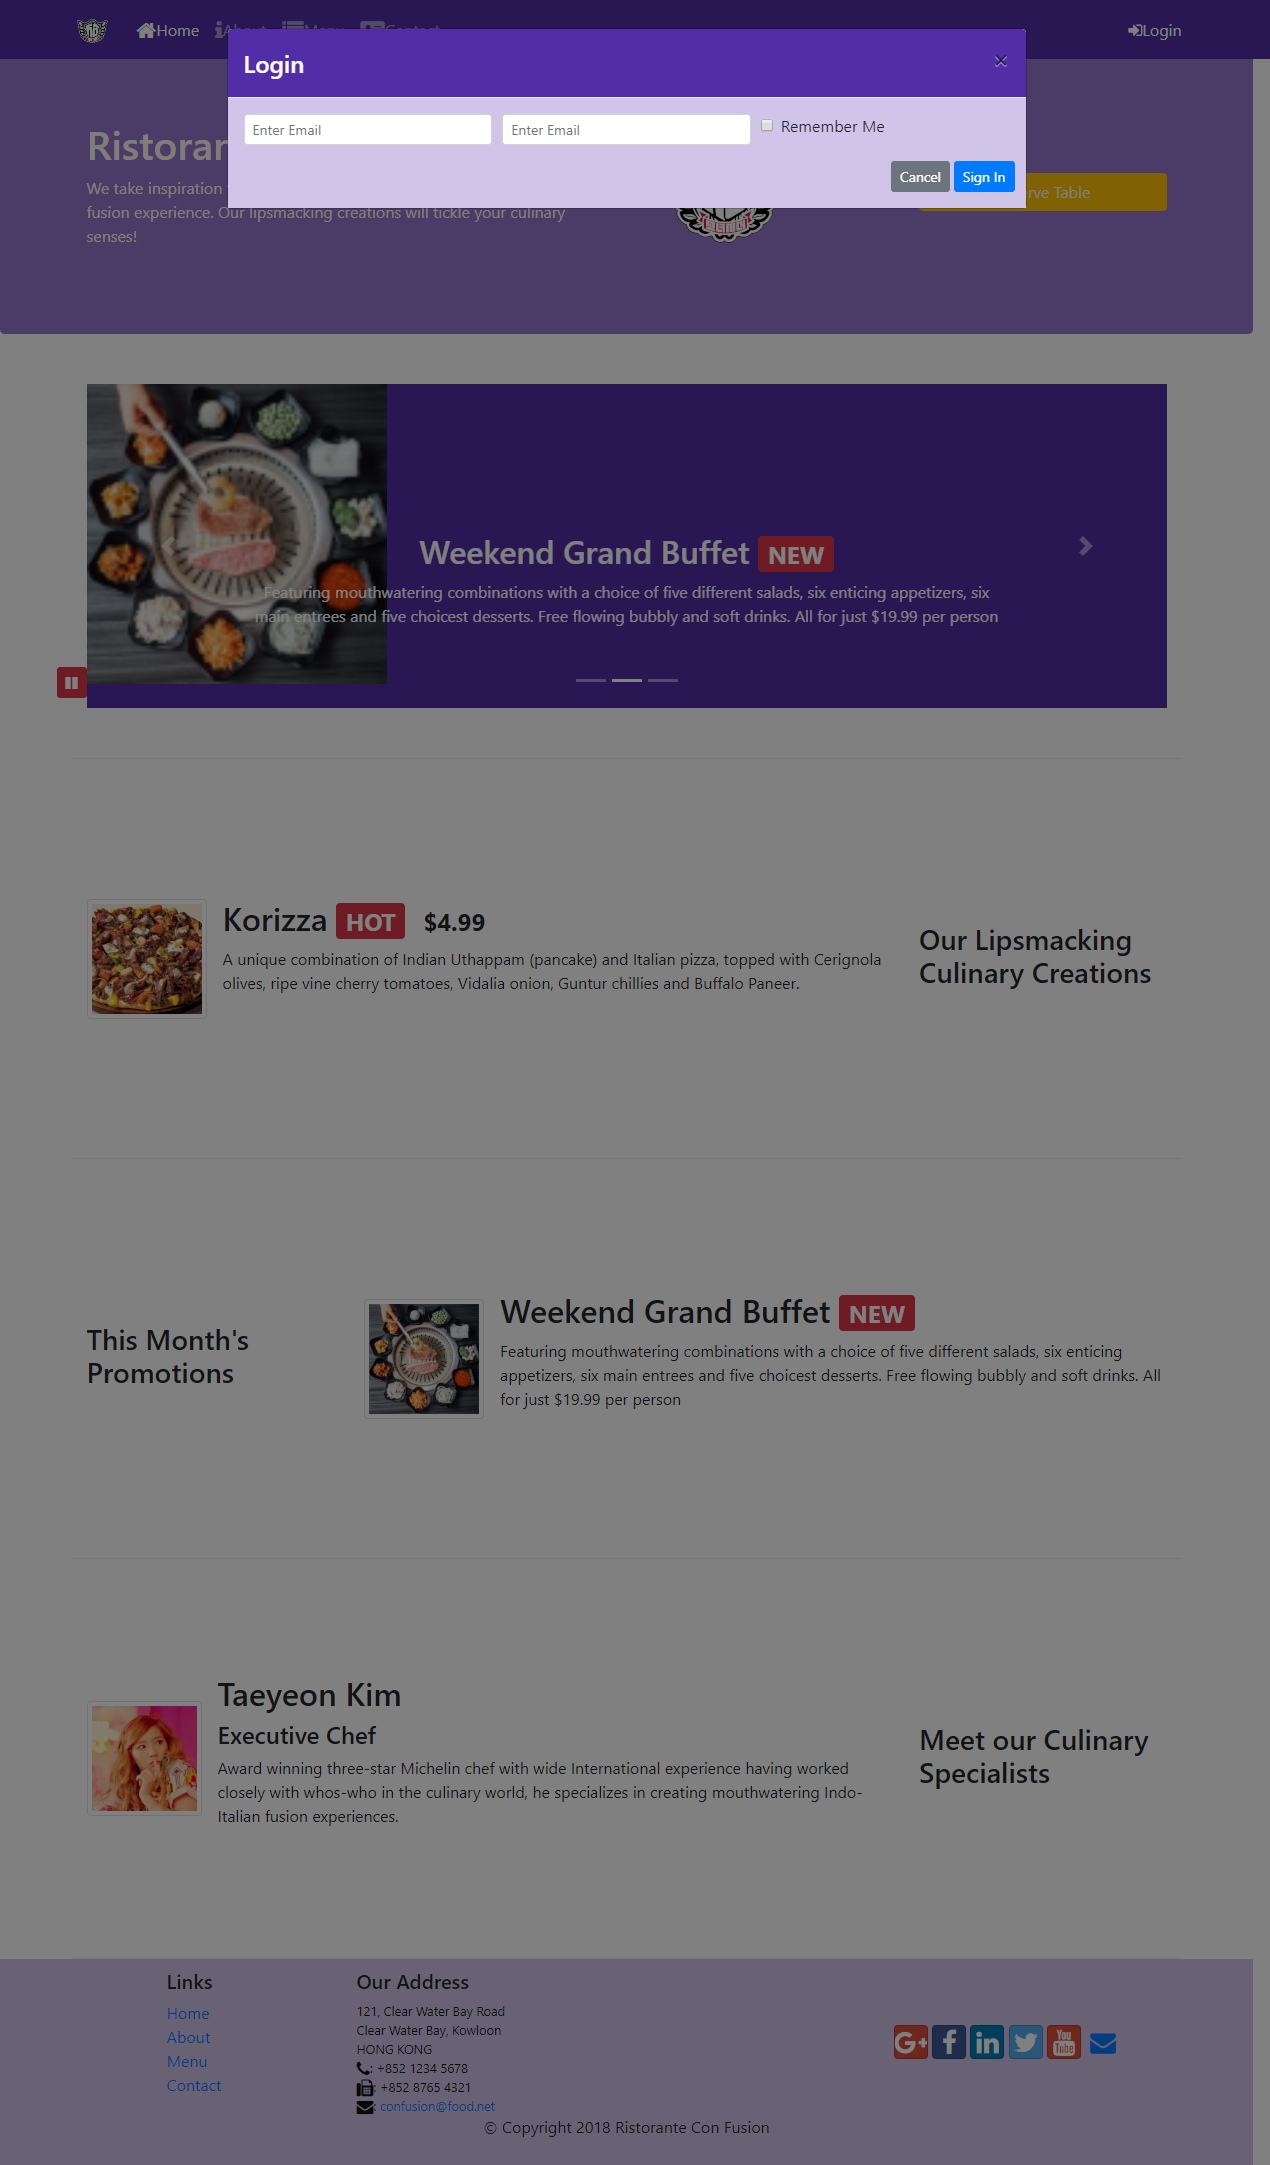 Home About Menu Contact Login
Login ×
Enter Email Enter Email Remember Me
Cancel Sign In
We take inspiration
fusion experience. Our lipsmacking creations will tickle your culinary
senses!
Table
Weekend Grand Buffet NEW
Featuring mouthwatering combinations with a choice of five different salads, six enticing appetizers, six
main entrees and five choicest desserts. Free flowing bubbly and soft drinks. All for just $19.99 per person
Korizza HOT $4.99
A unique combination of Indian Uthappam (pancake) and Italian pizza, topped with Cerignola
olives, ripe vine cherry tomatoes, Vidalia onion, Guntur chillies and Buffalo Paneer.
Our Lipsmacking
Culinary Creations
This Month's
Promotions
Weekend Grand Buffet NEW
Featuring mouthwatering combinations with a choice of five different salads, six enticing
appetizers, six main entrees and five choicest desserts. Free flowing bubbly and soft drinks. All
for just $19.99 per person
Taeyeon Kim
Executive Chef
Award winning three-star Michelin chef with wide International experience having worked
closely with whos-who in the culinary world, he specializes in creating mouthwatering Indo-
Italian fusion experiences.
Meet our Culinary
Specialists
Links
Home
About
Menu
Contact
Our Address
121, Clear Water Bay Road
Clear Water Bay, Kowloon
HONG KONG
: +852 1234 5678
: +852 8765 4321
: confusion@food.net
G+ f in You Tube
© Copyright 2018 Ristorante Con Fusion